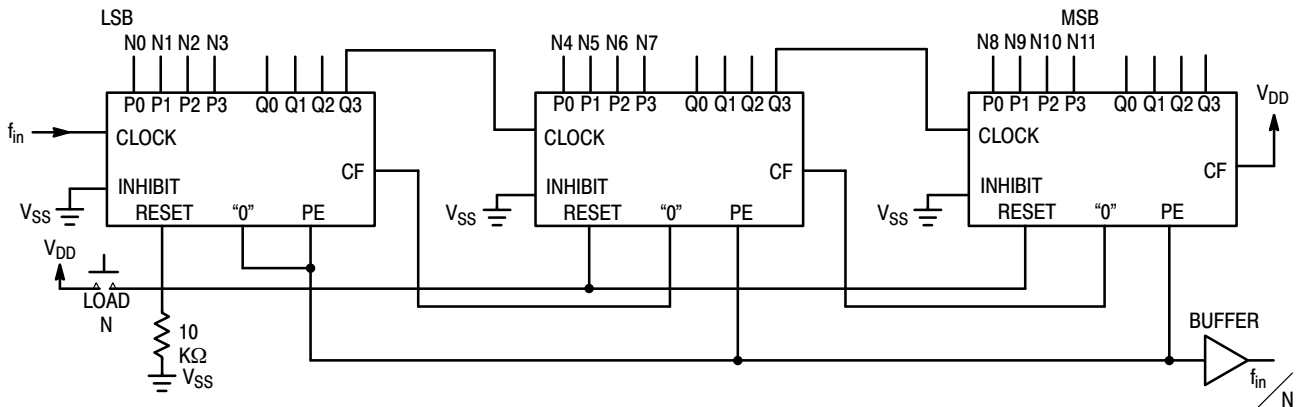 LSB MSB
N0 N1 N2 N3 N4 N5 N6 N7 N8 N9 N10 N11
P0 P1 P2 P3 Q0 Q1 Q2 Q3 P0 P1 P2 P3 Q0 Q1 Q2 Q3 P0 P1 P2 P3 Q0 Q1 Q2 Q3 VDD
fin CLOCK CLOCK CLOCK
CF CF CF
INHIBIT INHIBIT INHIBIT
VSS VSS VSS
RESET "0" PE RESET "0" PE RESET "0" PE
VDD
LOAD
N
10
KΩ
VSS
BUFFER
fin
N